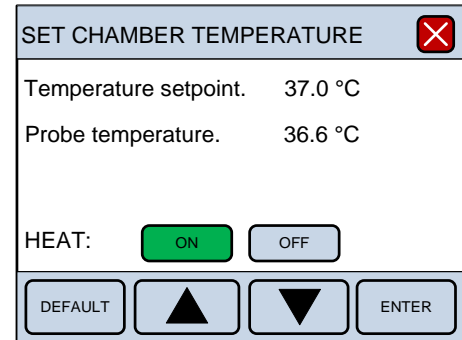 SET CHAMBER TEMPERATURE
Temperature setpoint. 37.0 °C
Probe temperature. 36.6 °C
HEAT: ON OFF
DEFAULT ENTER